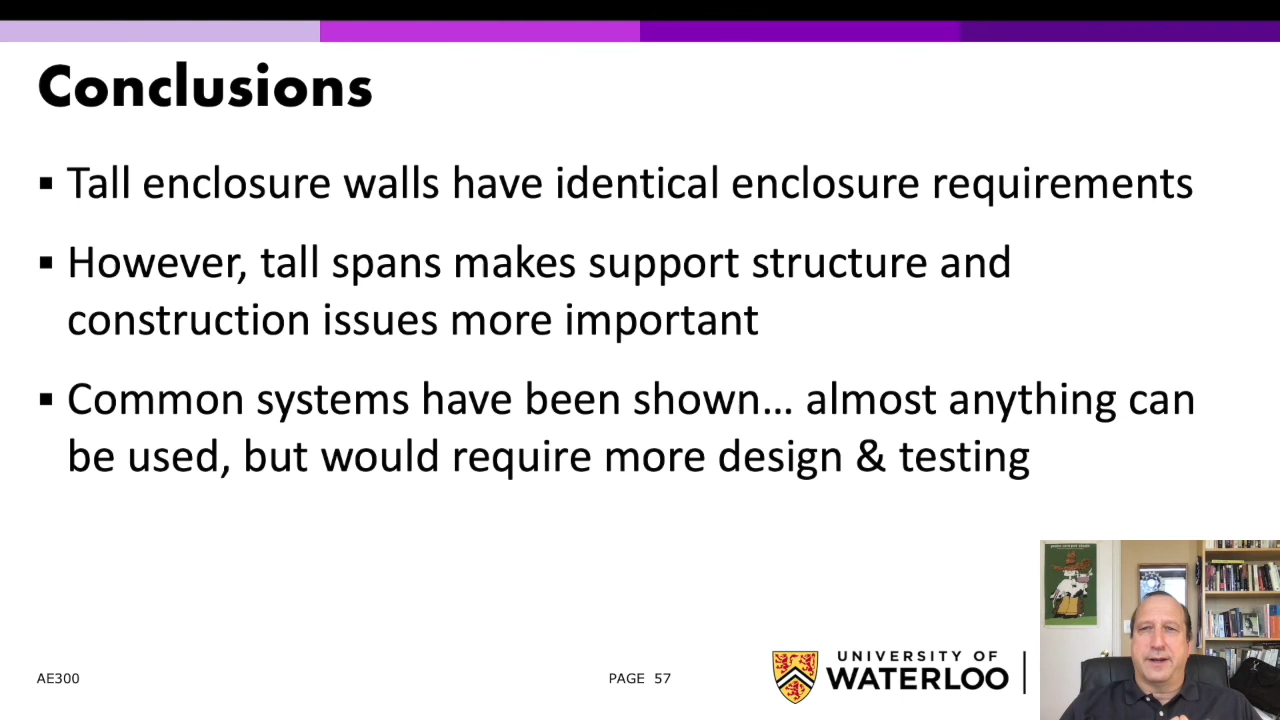 Conclusions
▪ Tall enclosure walls have identical enclosure requirements
▪ However, tall spans makes support structure and
construction issues more important
▪ Common systems have been shown... almost anything can
be used, but would require more design & testing
AE300
PAGE 57
UNIVERSITY OF
WATERLOO